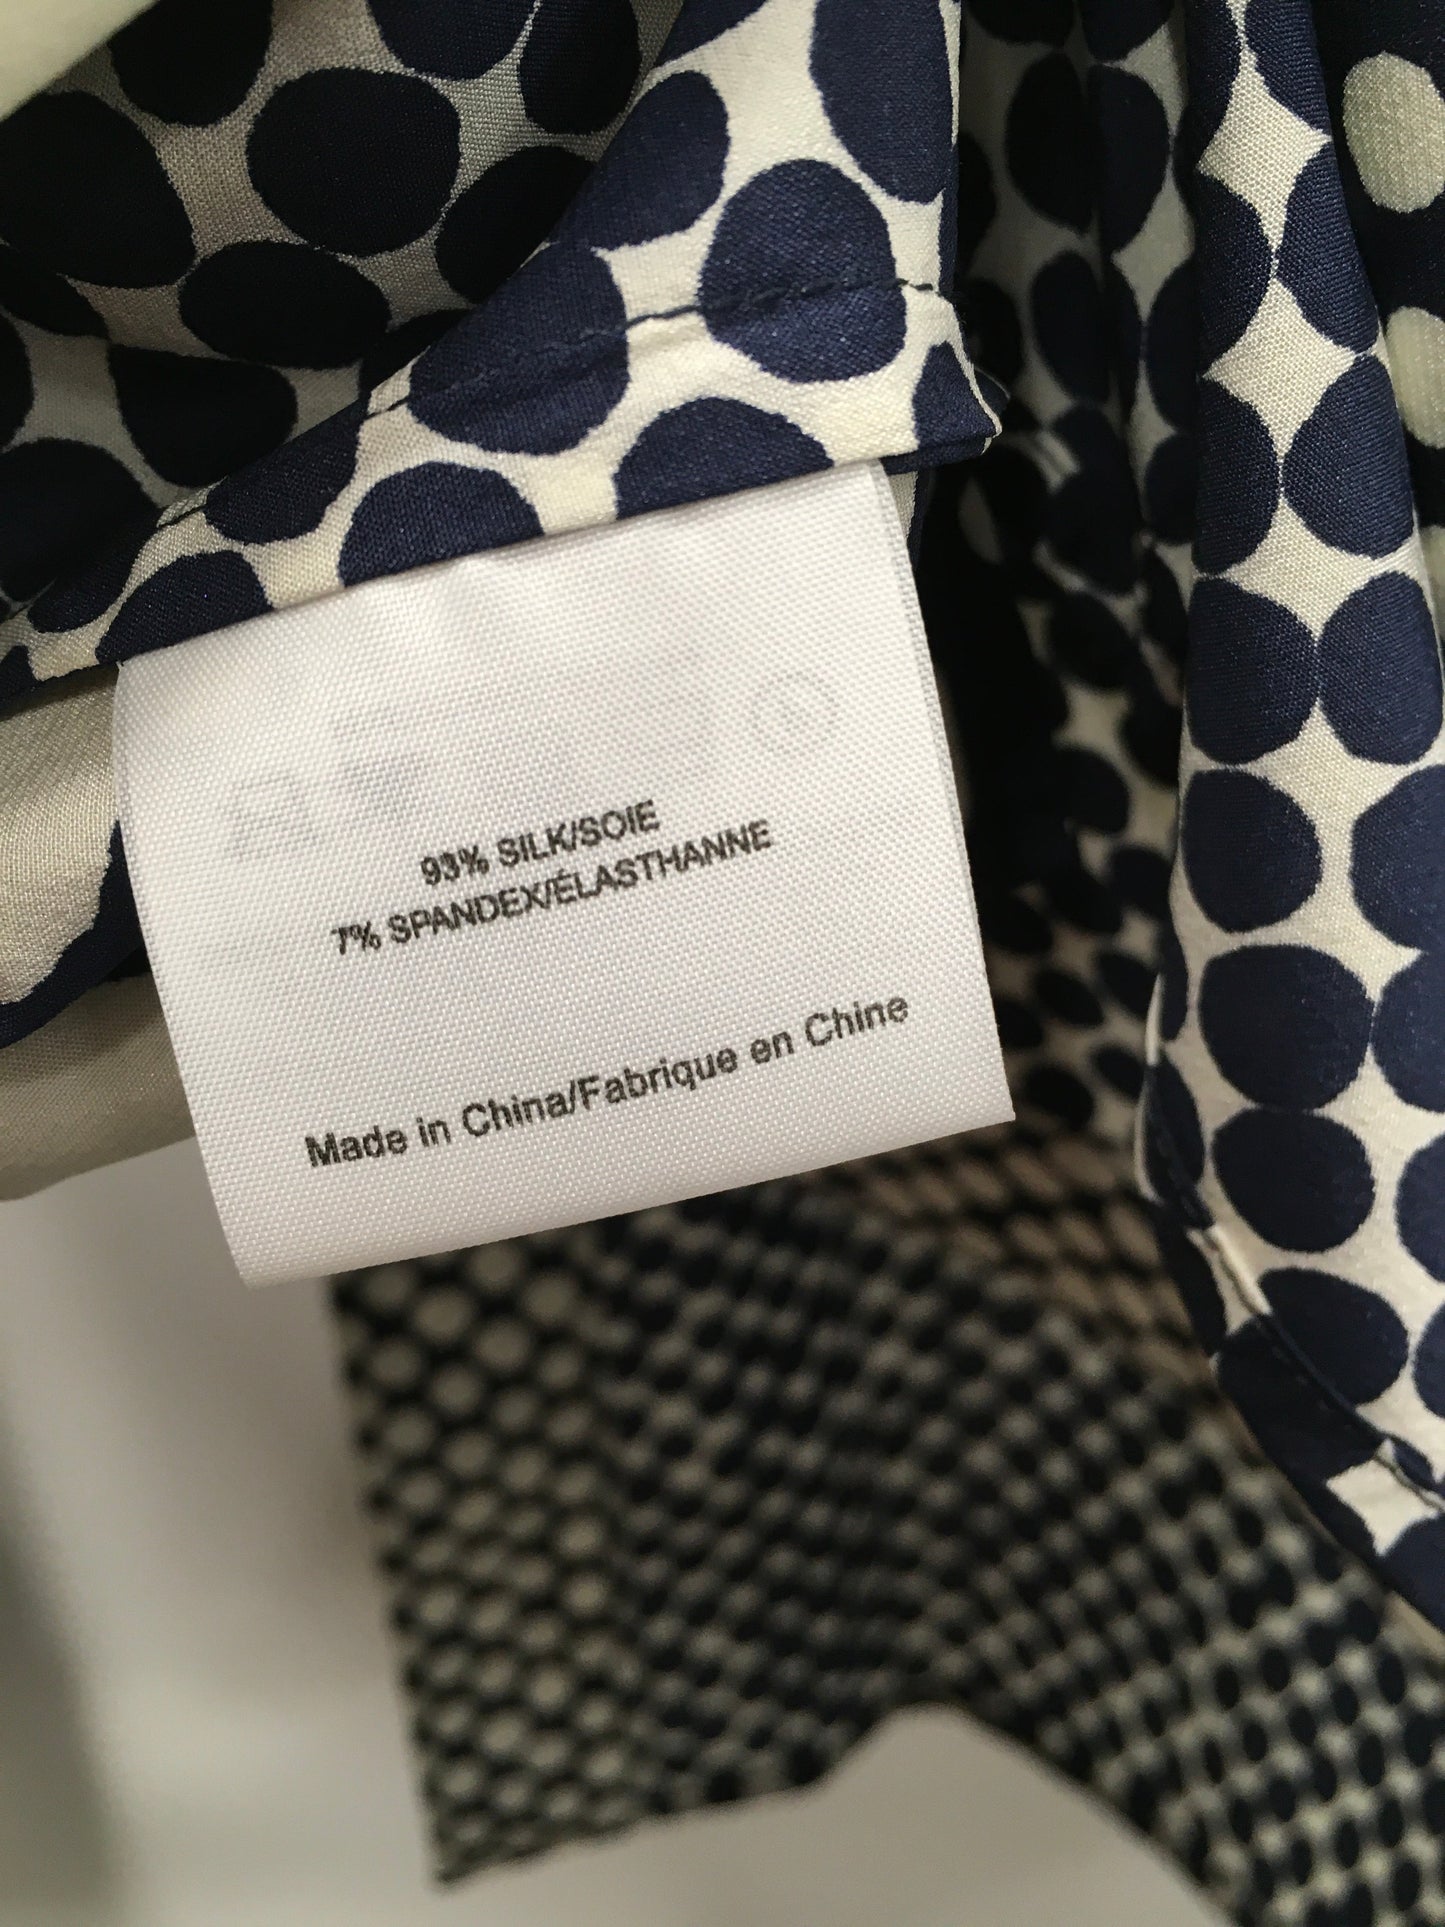 93% SILK/SOIE
7% SPANDEX/ÉLASTHANNE
Made in China/Fabrique en Chine